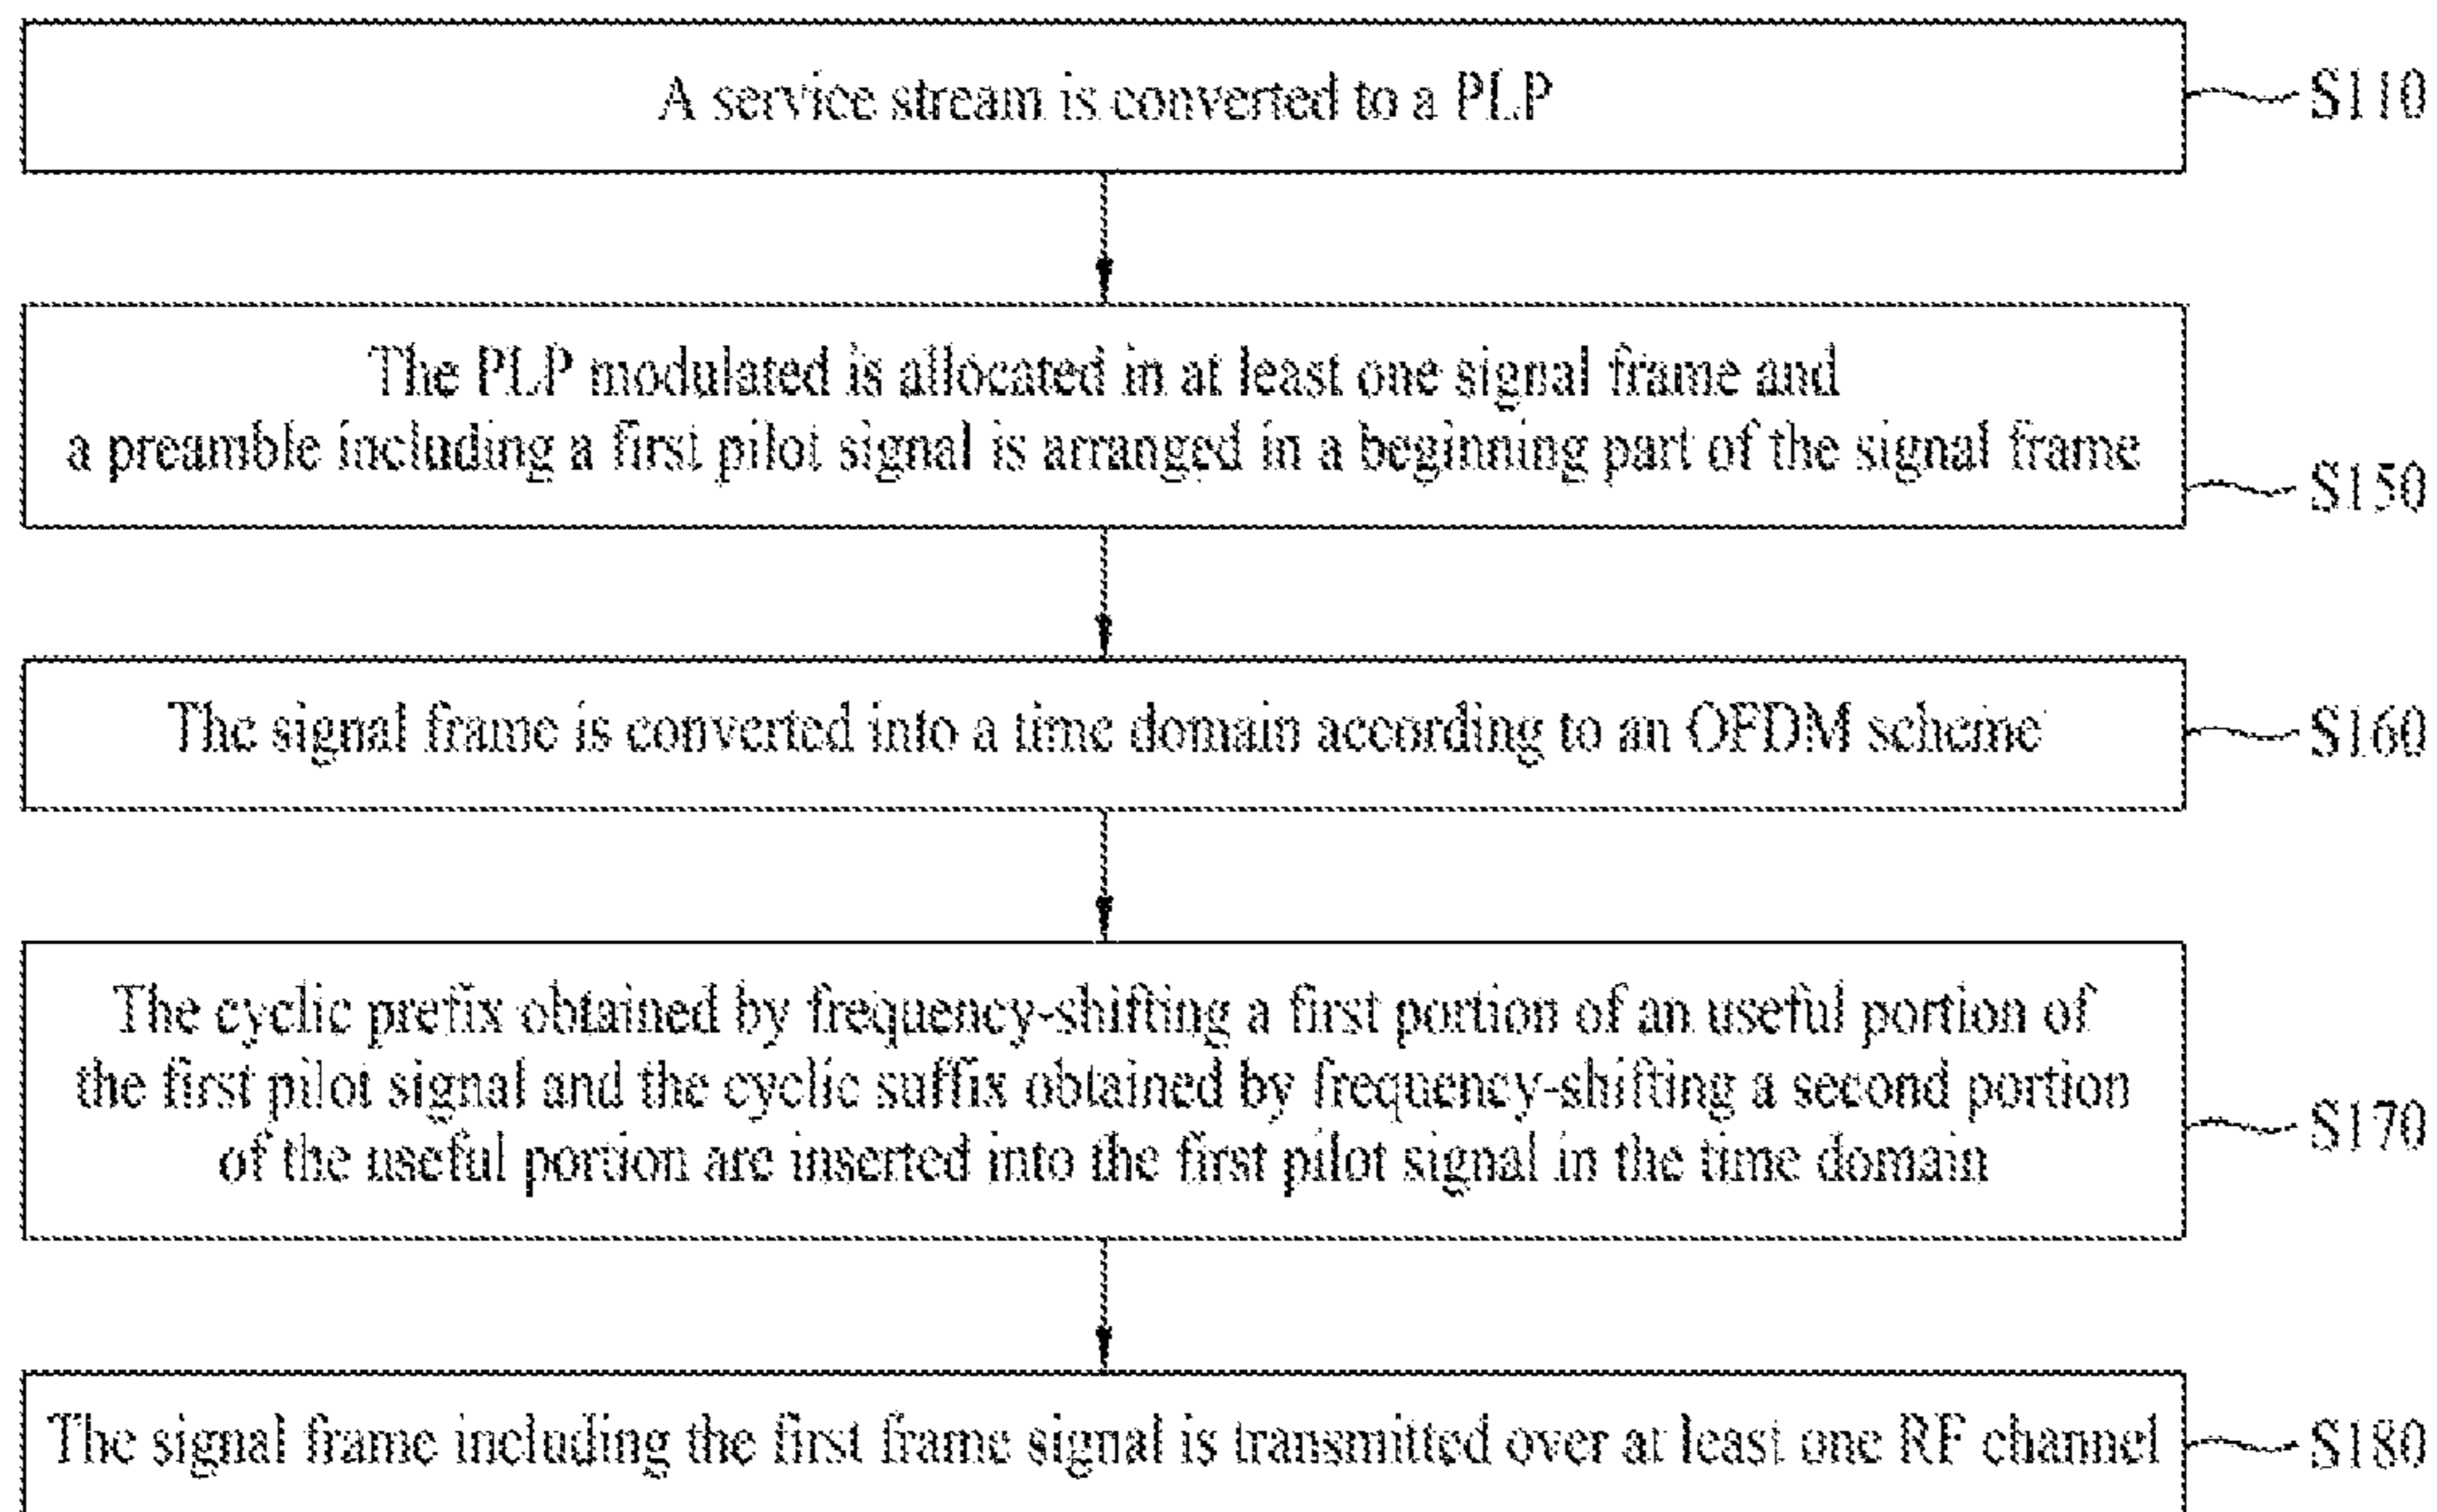 A service stream is converted to a PLP
S110
The PLP modulated is allocated in at least one signal frame and
a preamble including a first pilot signal is arranged in a beginning part of the signal frame
S150
The signal frame is converted into a time domain according to an OFDM scheme
S160
The cyclic prefix obtained by frequency-shifting a first portion of an useful portion of
the first pilot signal and the cyclic suffix obtained by frequency-shifting a second portion
of the useful portion are inserted into the first pilot signal in the time domain
S170
The signal frame including the first frame signal is transmitted over at least one RF channel
S180